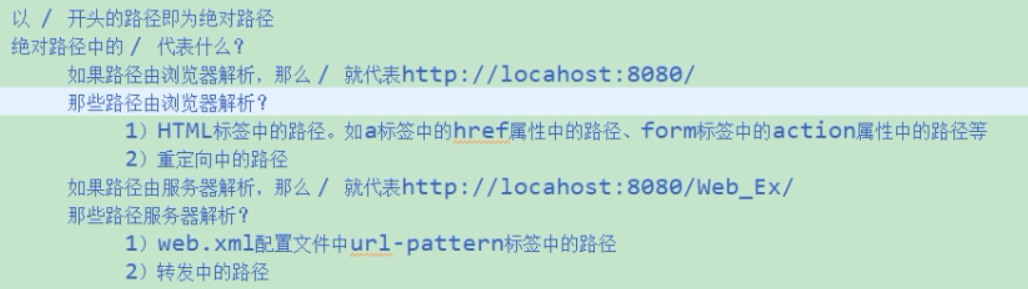 以 / 开头的路径即为绝对路径
绝对路径中的 / 代表什么？
如果路径由浏览器解析，那么 / 就代表http://locahost:8080/
那些路径由浏览器解析？
1）HTML标签中的路径。如a标签中的href属性中的路径、form标签中的action属性中的路径等
2）重定向中的路径
如果路径由服务器解析，那么 / 就代表http://locahost:8080/Web_Ex/
那些路径服务器解析？
1）web.xml配置文件中url-pattern标签中的路径
2）转发中的路径